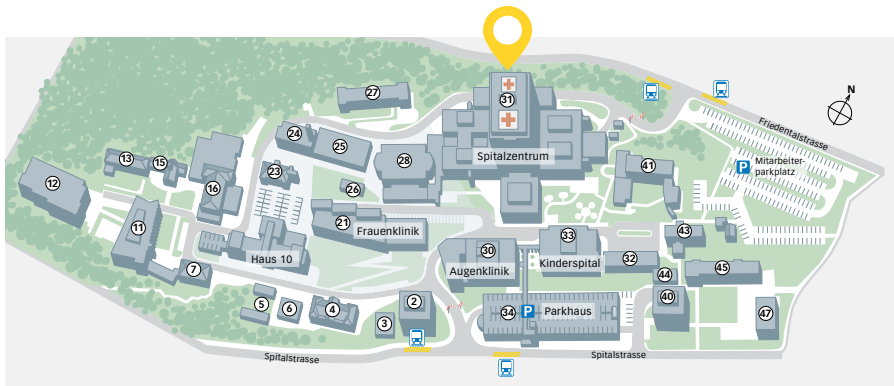 27
31
N
Friedentalstrasse
24
25
28
Spitalzentrum
41
Mitarbeiter-
parkplatz
P
13
15
23
16
12
26
21
Frauenklinik
11
Haus 10
30
Augenklinik
33
Kinderspital
32
43
7
44
45
5
6
4
2
3
34
P
Parkhaus
40
47
Spitalstrasse
Spitalstrasse